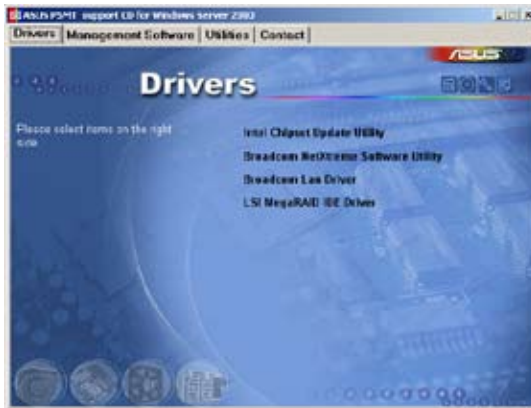 ASUS P5MT support CD for Windows Server 2003
Drivers Management Software Utilities Contact
ASUS
Drivers
Please select items on the right side
Intel Chipset Update Utility
Broadcom NetXtreme Software Utility
Broadcom Lan Driver
LSI MegaRAID IDE Driver